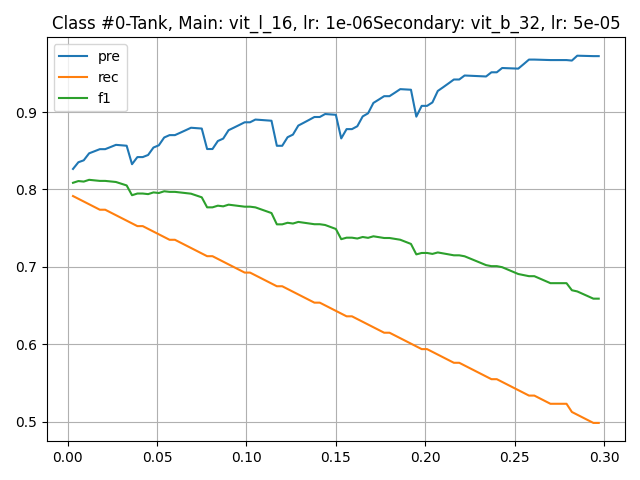 Class #0-Tank, Main: vit_l_16, lr: 1e-06Secondary: vit_b_32, lr: 5e-05
pre
rec
f1
0.9
0.8
0.7
0.6
0.5
0.00 0.05 0.10 0.15 0.20 0.25 0.30